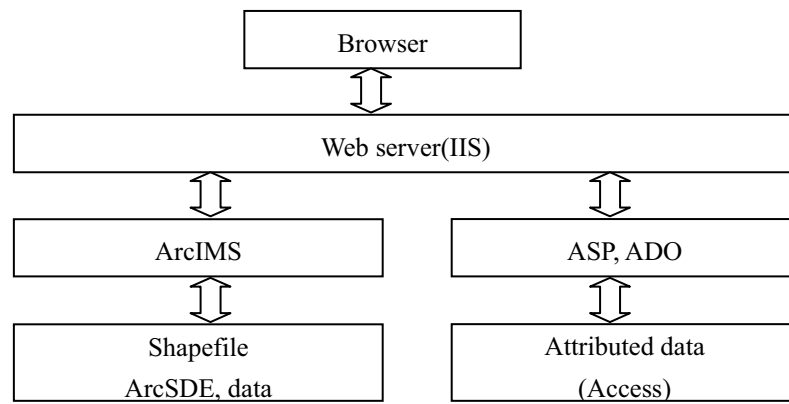 Browser
Web server(IIS)
ArcIMS
ASP, ADO
Shapefile
ArcSDE, data
Attributed data
(Access)